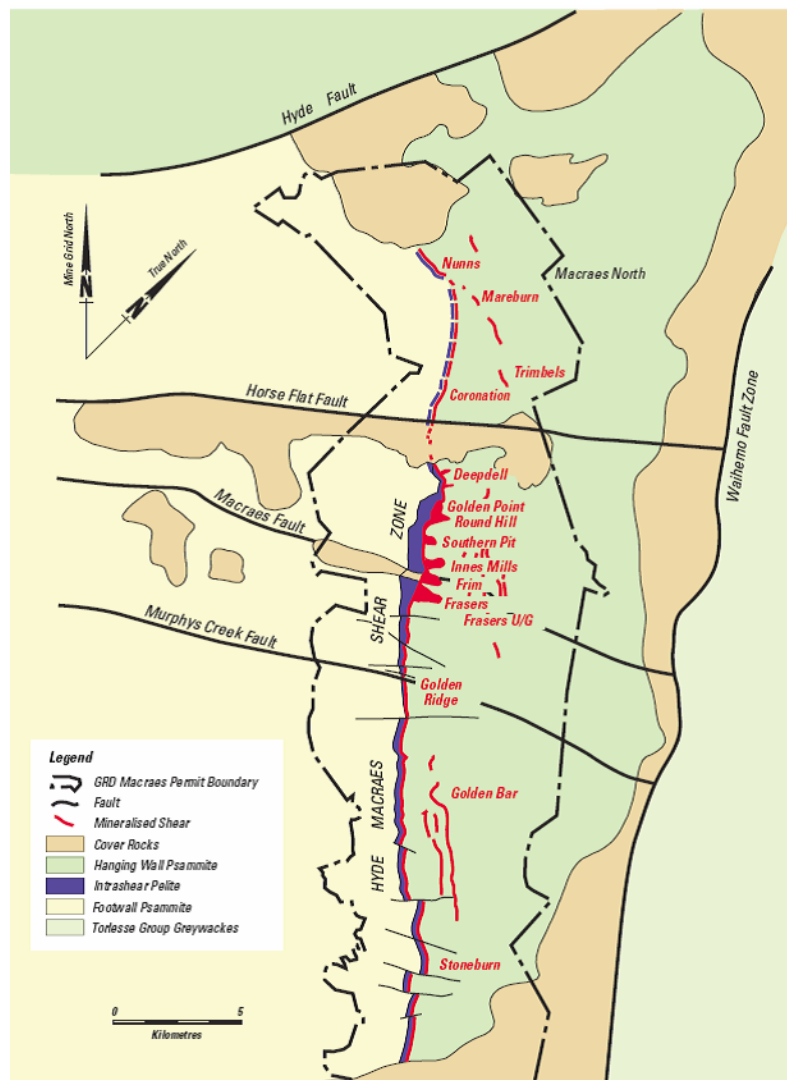 Hyde Fault
Mine Grid North
N
True North
N
Nunns
Macraes North
Mareburn
Trimbels
Horse Flat Fault
Coronation
Waihemo Fault Zone
Deepdell
Macraes Fault
ZONE
Golden Point
Round Hill
Southern Pit
Innes Mills
Frim
Frasers
SHEAR
Frasers U/G
Murphys Creek Fault
Golden
Ridge
MACRAES
Golden Bar
HYDE
Stoneburn
Legend
GRD Macraes Permit Boundary
Fault
Mineralised Shear
Cover Rocks
Hanging Wall Psammite
Intrashear Pelite
Footwall Psammite
Torlesse Group Greywackes
0 5
Kilometres